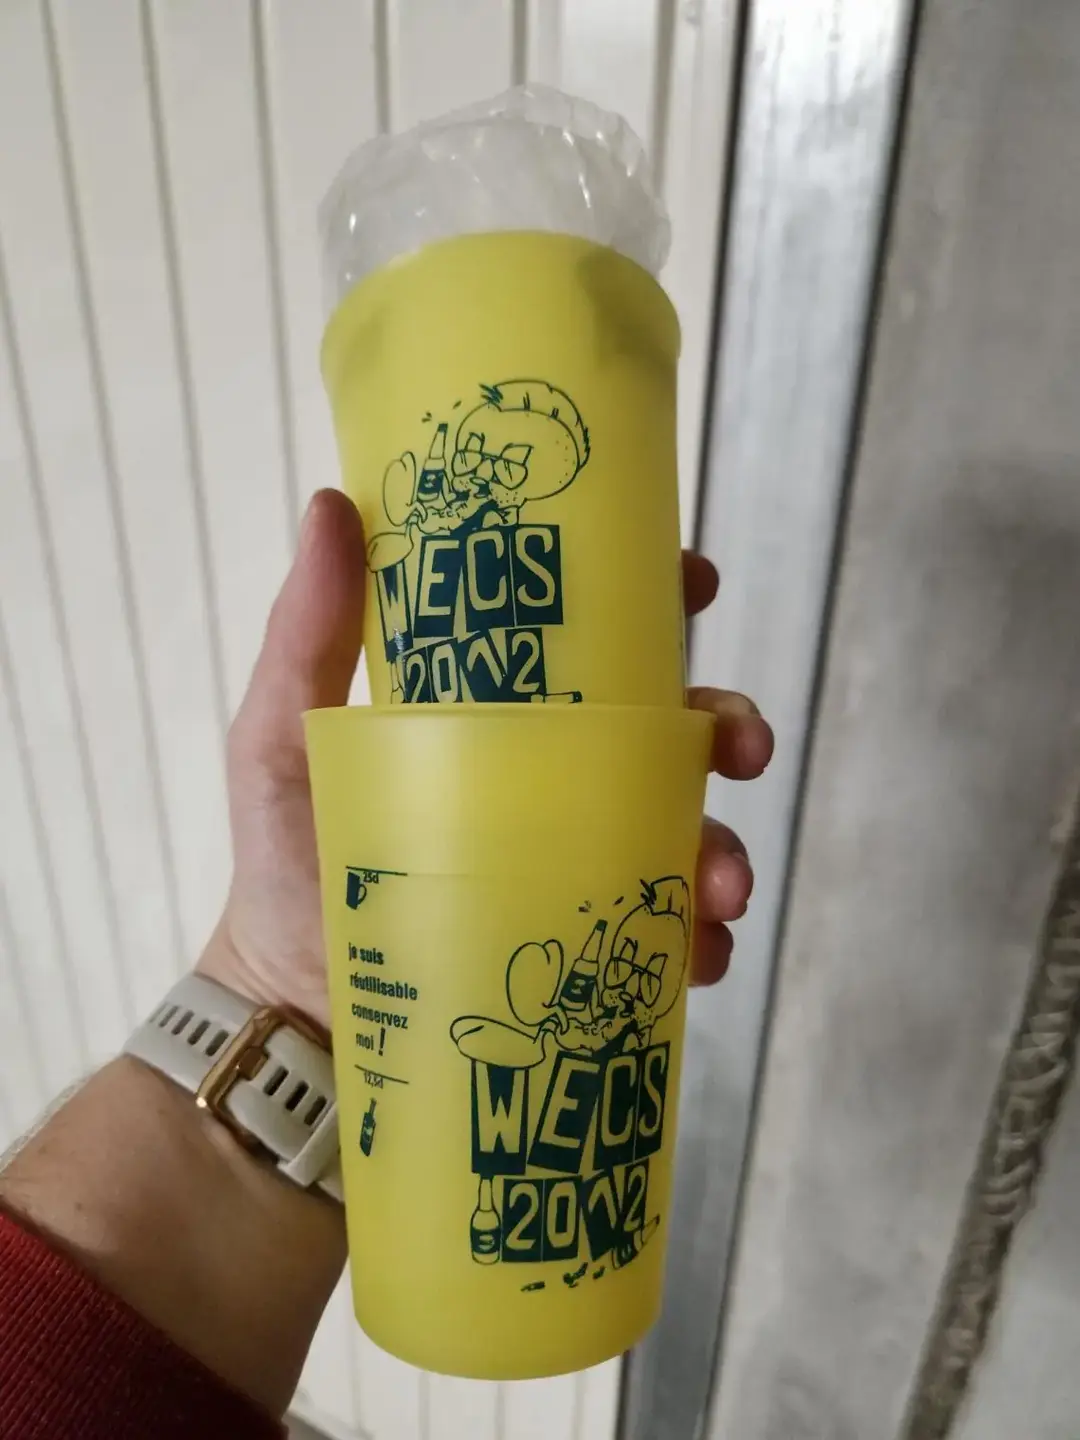 WECS
2012
25cl
je suis
réutilisable
conservez
moi !
12,5cl
WECS
2012